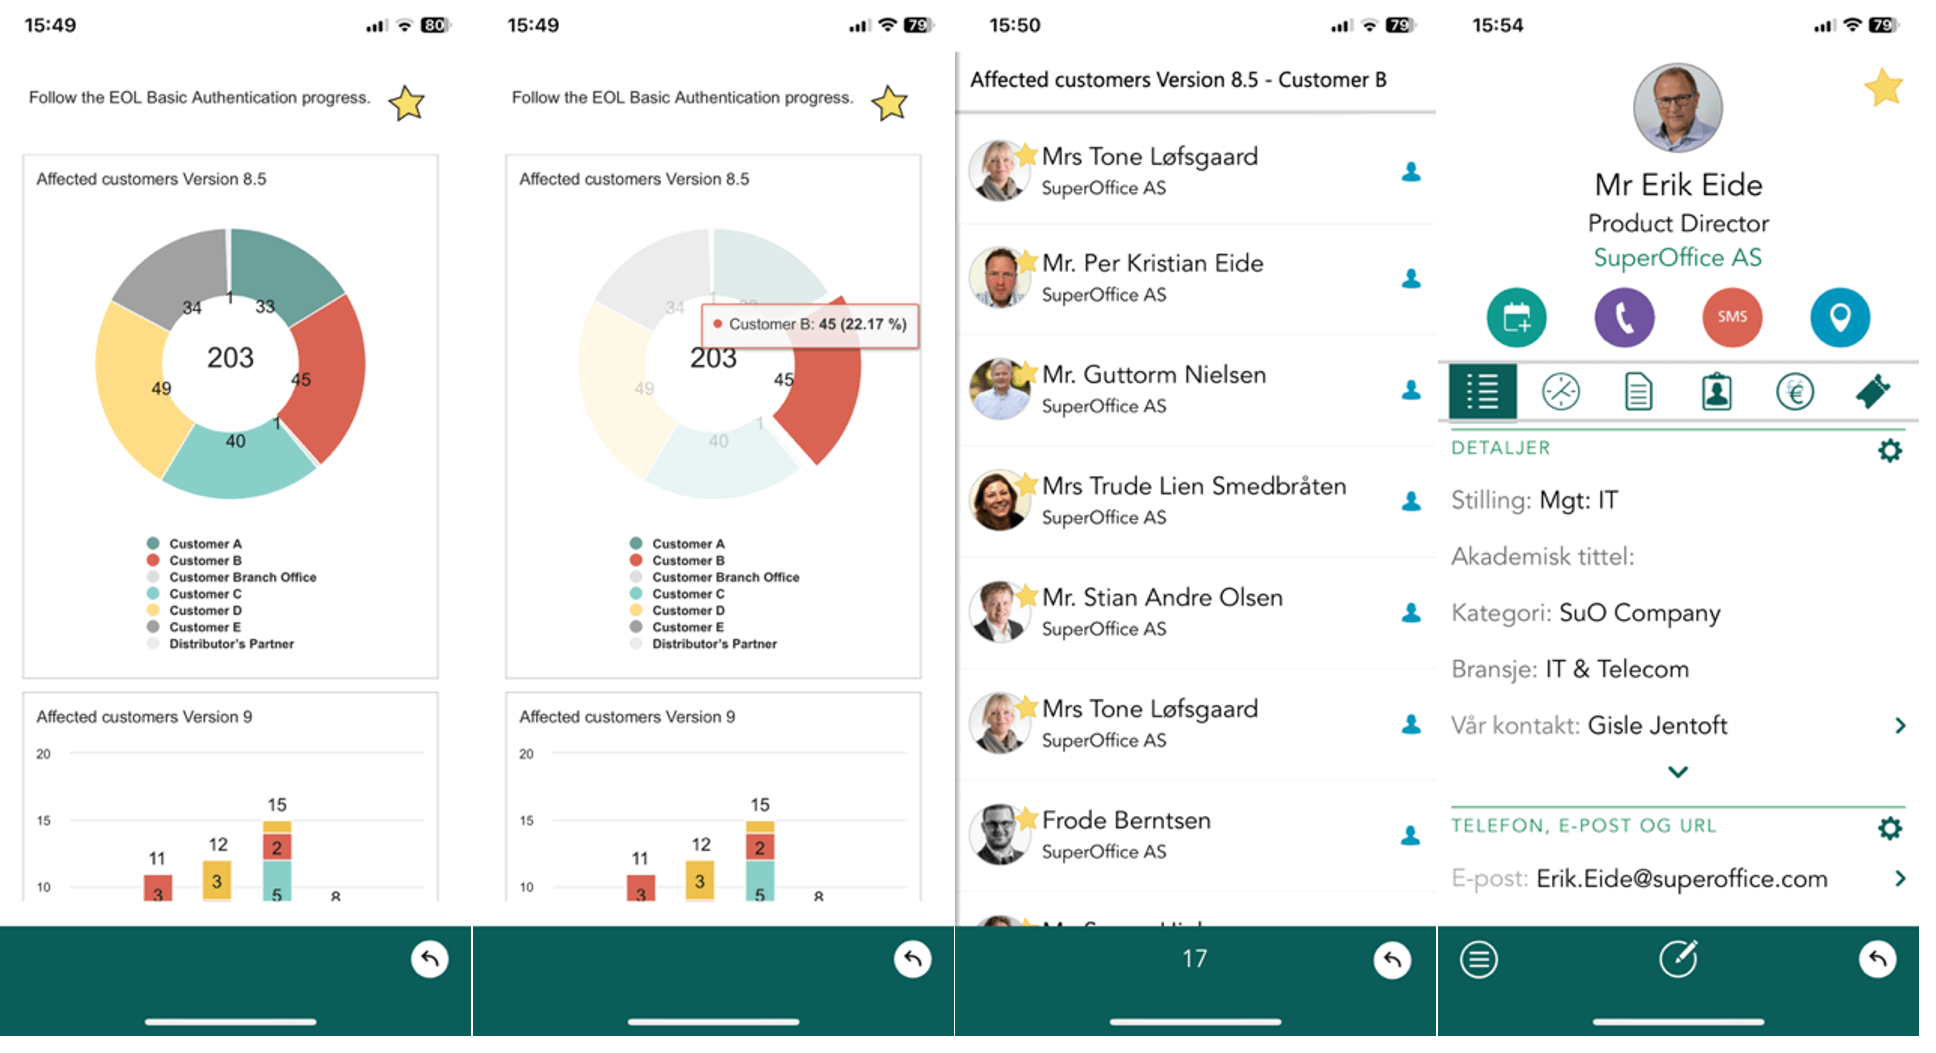 15:49
80
Follow the EOL Basic Authentication progress.
Affected customers Version 8.5
34
1
33
203
49
45
1
40
Customer A
Customer B
Customer Branch Office
Customer C
Customer D
Customer E
Distributor's Partner
Affected customers Version 9
20
15
15
12
11
2
3
10
3
5
8
15:49
79
Follow the EOL Basic Authentication progress.
Affected customers Version 8.5
34
1
33
Customer B: 45 (22.17 %)
203
49
45
1
40
Customer A
Customer B
Customer Branch Office
Customer C
Customer D
Customer E
Distributor's Partner
Affected customers Version 9
20
15
15
12
11
2
3
10
3
5
8
15:50
79
Affected customers Version 8.5 - Customer B
Mrs Tone Løfsgaard
SuperOffice AS
Mr. Per Kristian Eide
SuperOffice AS
Mr. Guttorm Nielsen
SuperOffice AS
Mrs Trude Lien Smedbråten
SuperOffice AS
Mr. Stian Andre Olsen
SuperOffice AS
Mrs Tone Løfsgaard
SuperOffice AS
Frode Berntsen
SuperOffice AS
17
15:54
79
Mr Erik Eide
Product Director
SuperOffice AS
SMS
DETALJER
Stilling: Mgt: IT
Akademisk tittel:
Kategori: SuO Company
Bransje: IT & Telecom
Vår kontakt: Gisle Jentoft
TELEFON, E-POST OG URL
E-post: Erik.Eide@superoffice.com